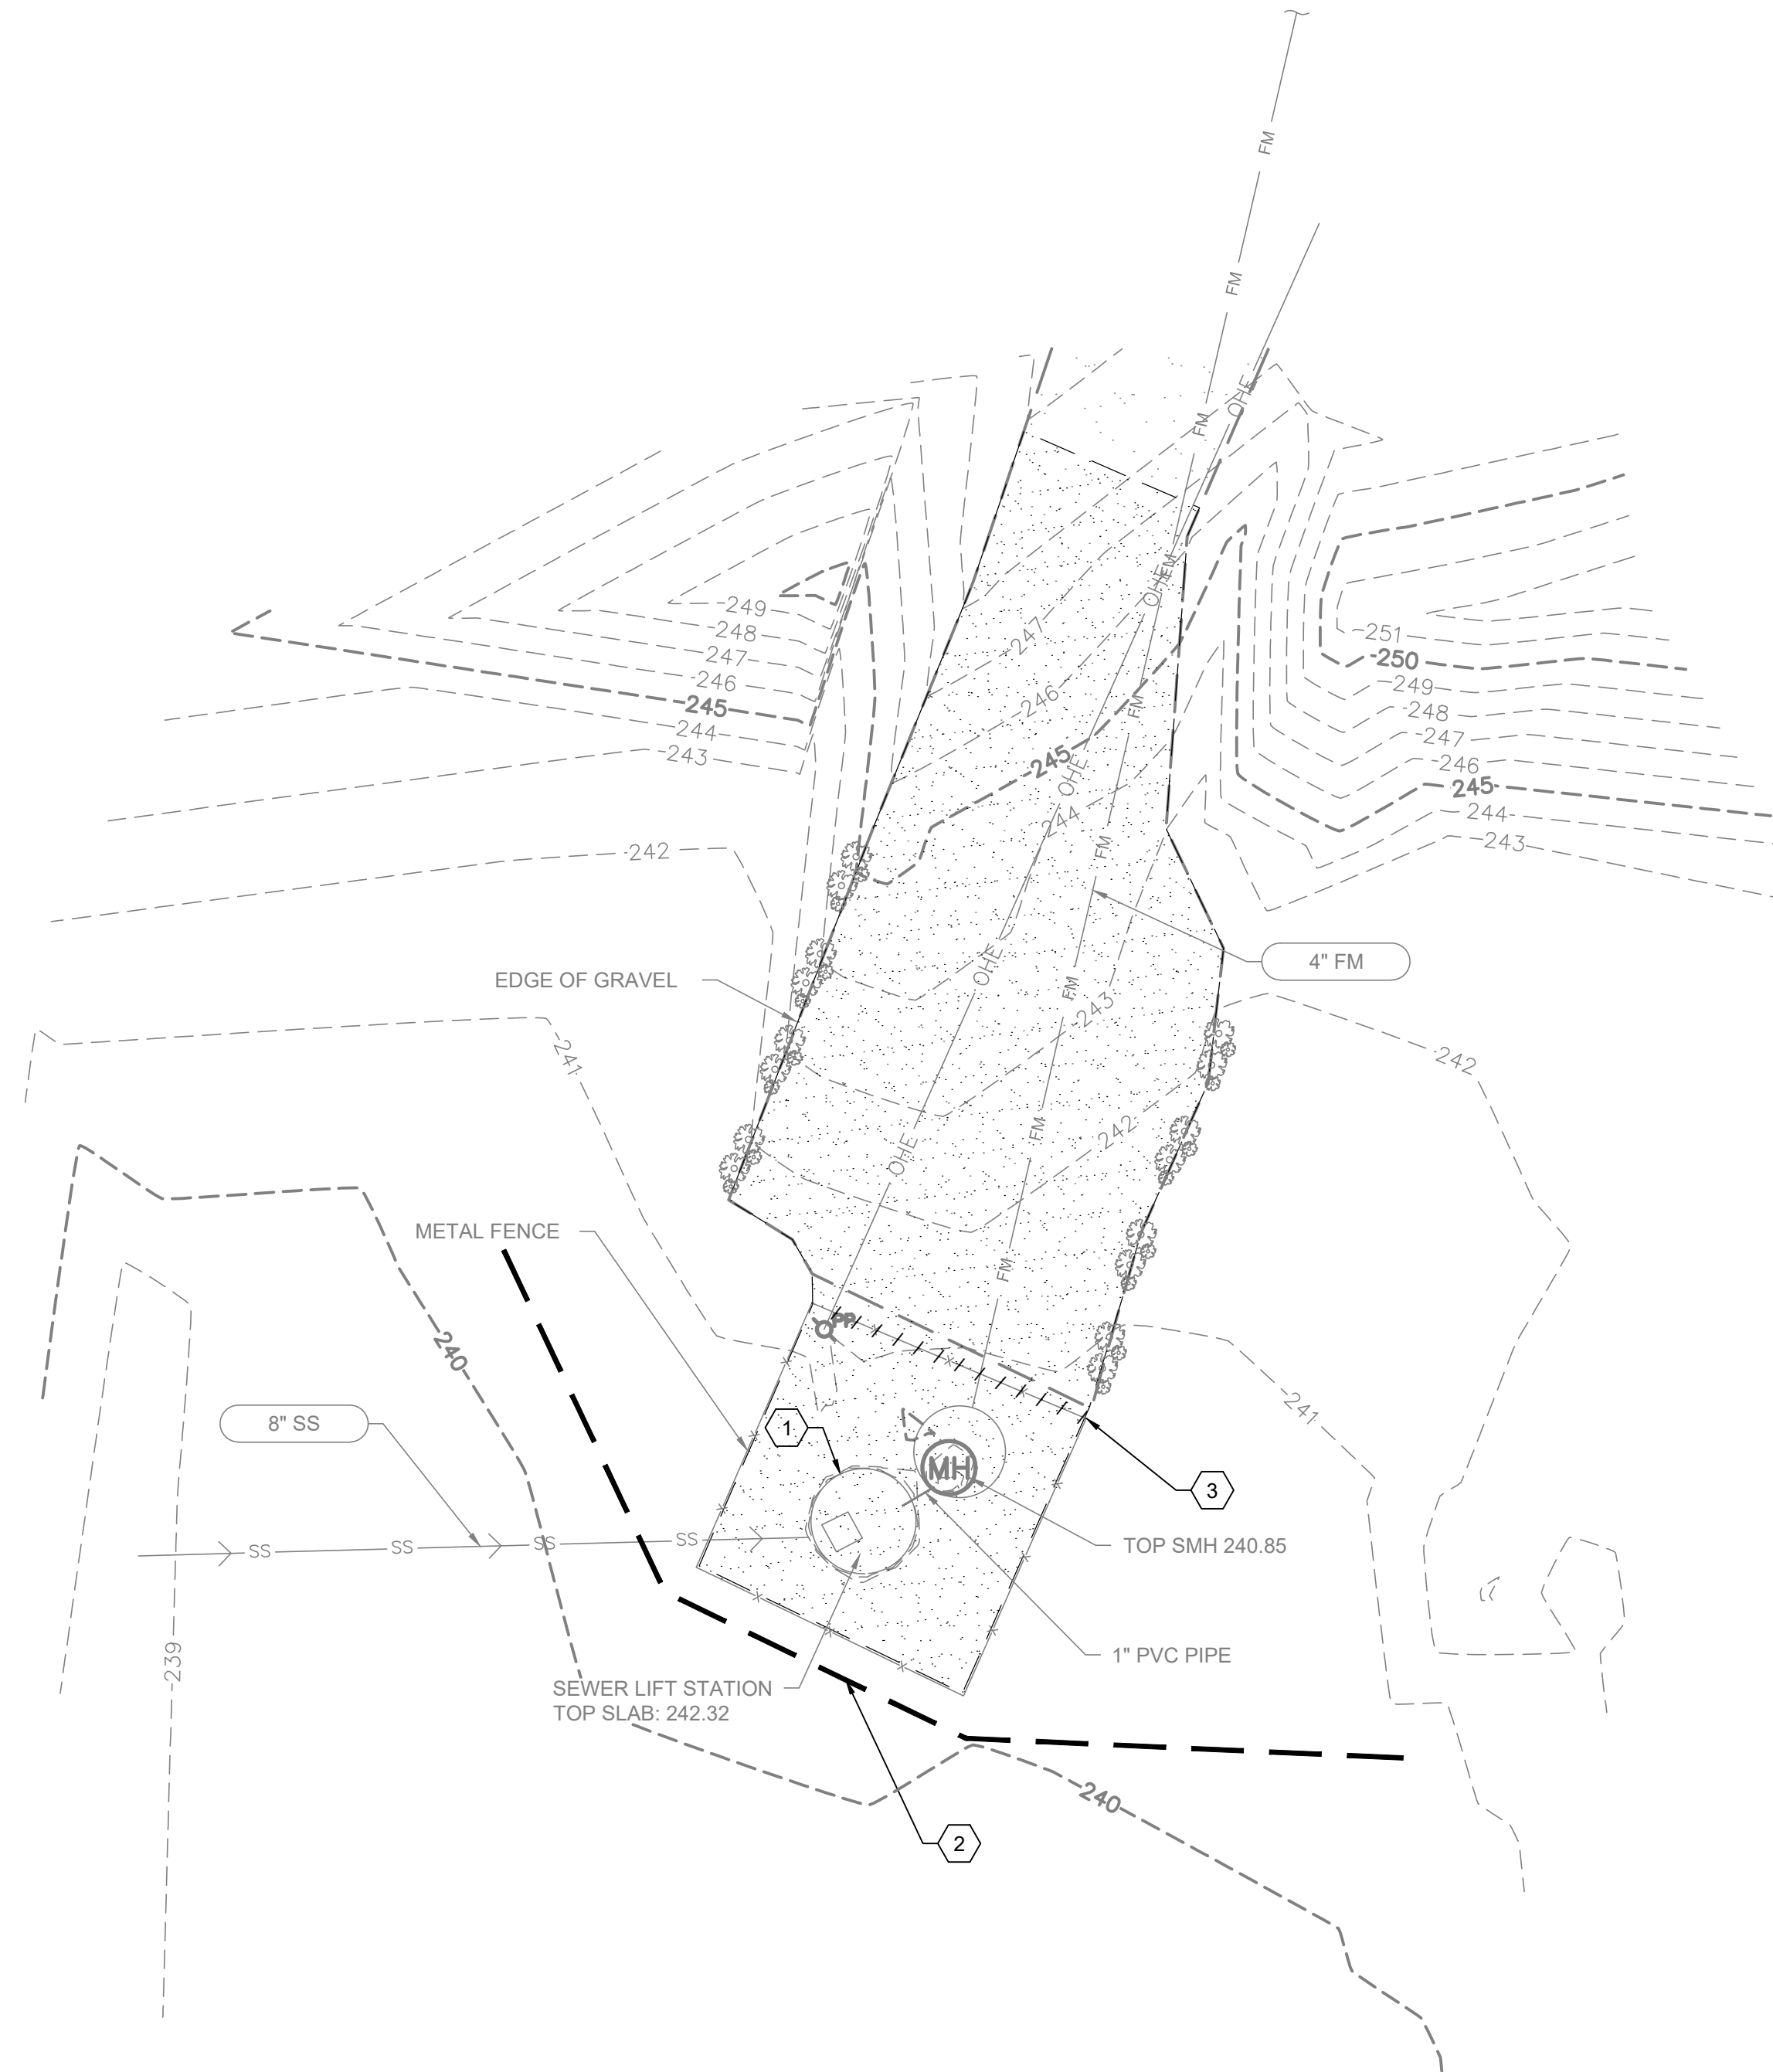 FM
FM
FM
OHE
FM
OHE
249
248
247
246
245
244
243
247
246
245
244
251
250
249
248
247
246
245
244
243
FM
OHE
FM
242
EDGE OF GRAVEL
OHE
FM
4" FM
243
241
242
OHE
FM
242
METAL FENCE
FM
PP
240
241
8" SS
1
MH
3
SS
SS
SS
SS
TOP SMH 240.85
239
1" PVC PIPE
SEWER LIFT STATION
TOP SLAB: 242.32
240
2